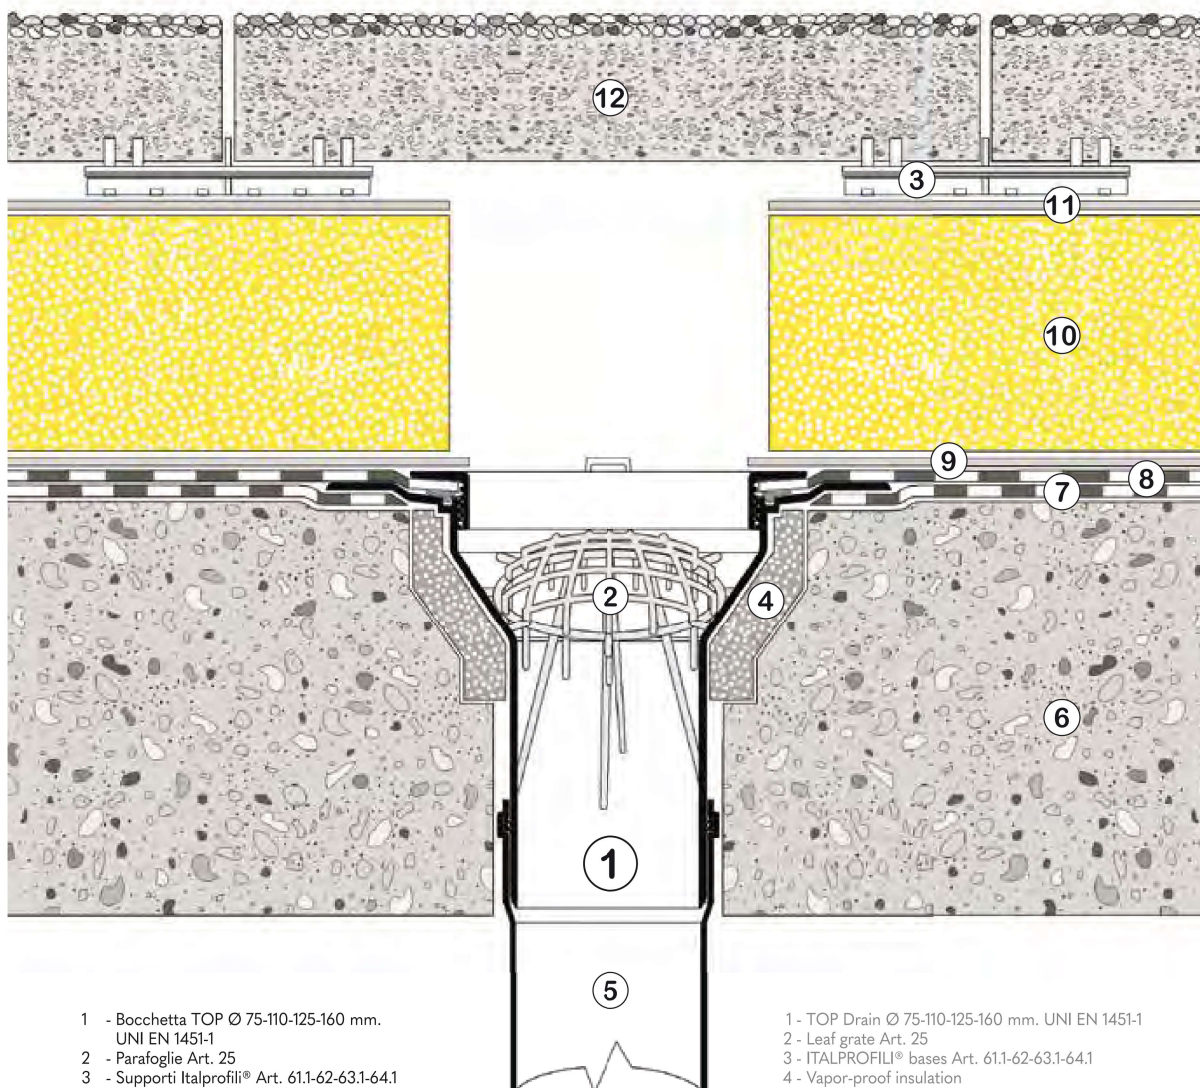 12
3
11
10
9
8
7
2
4
6
1
5
1 - Bocchetta TOP Ø 75-110-125-160 mm.
UNI EN 1451-1
2 - Parafoglie Art. 25
3 - Supporti Italprofili® Art. 61.1-62-63.1-64.1
1 - TOP Drain Ø 75-110-125-160 mm. UNI EN 1451-1
2 - Leaf grate Art. 25
3 - ITALPROFILI® bases Art. 61.1-62-63.1-64.1
4 - Vapor-proof insulation